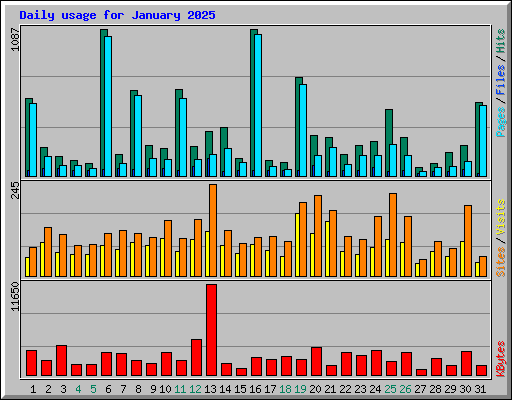 Daily usage for January 2025
1087
Pages / Files / Hits
245
Sites / Visits
11650
KBytes
1 2 3 4 5 6 7 8 9 10 11 12 13 14 15 16 17 18 19 20 21 22 23 24 25 26 27 28 29 30 31